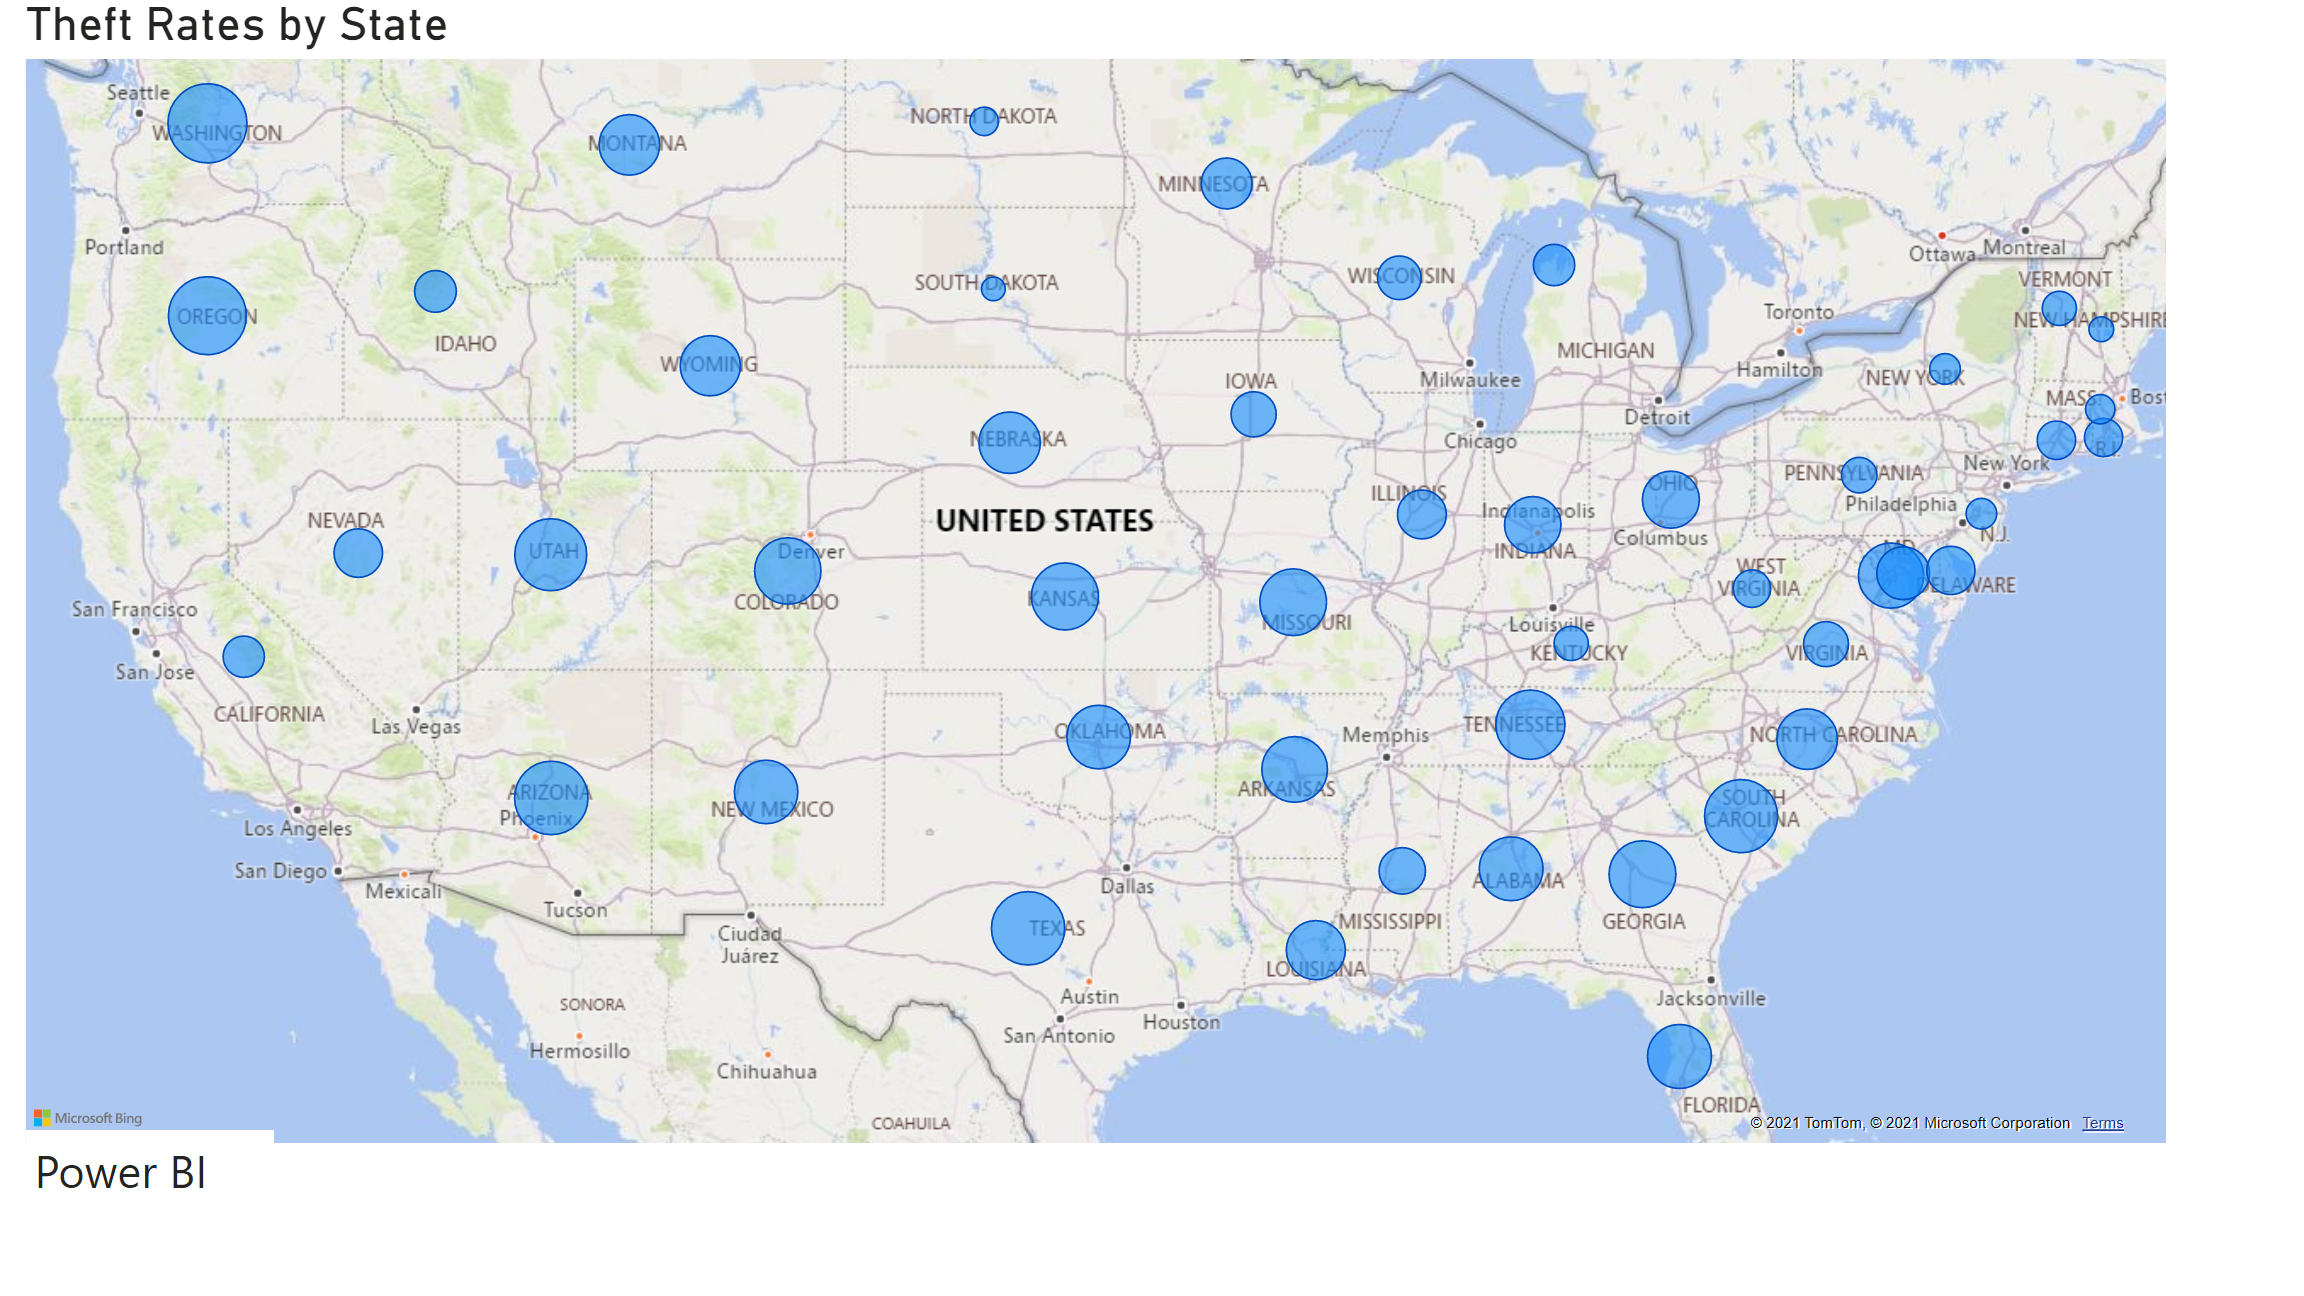 Theft Rates by State
Seattle
WASHINGTON
MONTANA
NORTH DAKOTA
MINNESOTA
Portland
Ottawa
Montreal
OREGON
IDAHO
SOUTH DAKOTA
WISCONSIN
VERMONT
Toronto
NEW HAMPSHIRE
WYOMING
MICHIGAN
Hamilton
IOWA
Milwaukee
NEW YORK
MASS
Bost
Detroit
NEBRASKA
Chicago
R.I.
New York
PENNSYLVANIA
ILLINOIS
OHIO
Philadelphia
NEVADA
UNITED STATES
Indianapolis
Columbus
N.J.
UTAH
Denver
INDIANA
MD
WEST
VIRGINIA
DELAWARE
COLORADO
KANSAS
San Francisco
MISSOURI
Louisville
KENTUCKY
VIRGINIA
San Jose
CALIFORNIA
Las Vegas
OKLAHOMA
Memphis
TENNESSEE
NORTH CAROLINA
ARIZONA
Phoenix
NEW MEXICO
ARKANSAS
SOUTH
CAROLINA
Los Angeles
San Diego
Mexicali
Dallas
ALABAMA
Tucson
MISSISSIPPI
GEORGIA
Ciudad
Juárez
TEXAS
LOUISIANA
Austin
Jacksonville
SONORA
San Antonio
Houston
Hermosillo
Chihuahua
FLORIDA
COAHUILA
Microsoft Bing
© 2021 TomTom, © 2021 Microsoft Corporation Terms
Power BI